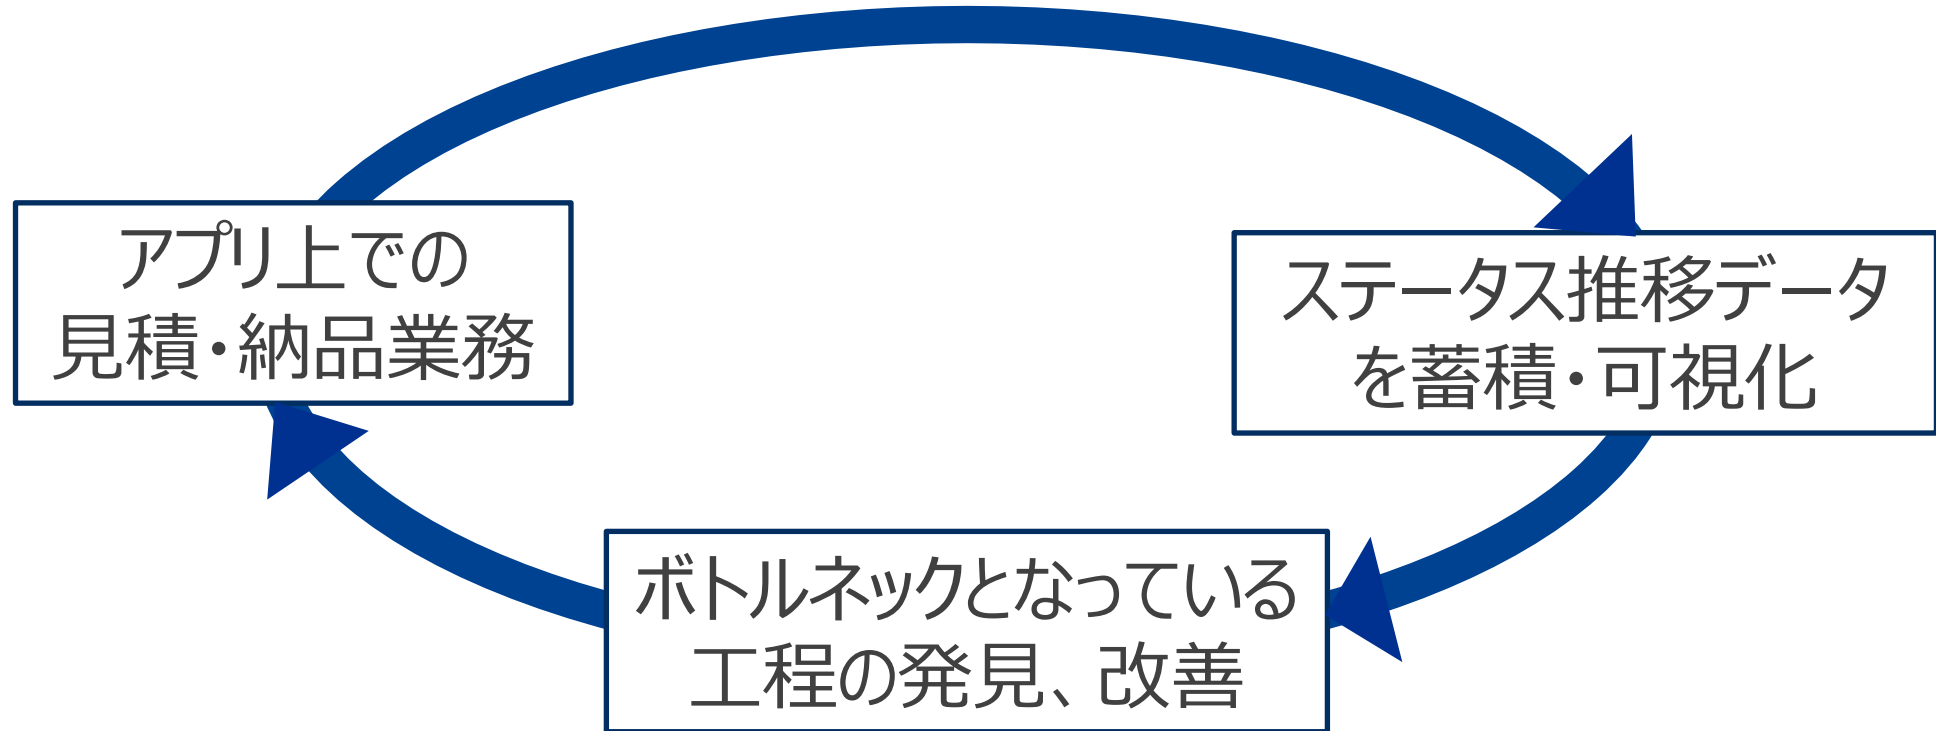 アプリ上での
見積・納品業務
ステータス推移データ
を蓄積・可視化
ボトルネックとなっている
工程の発見、改善